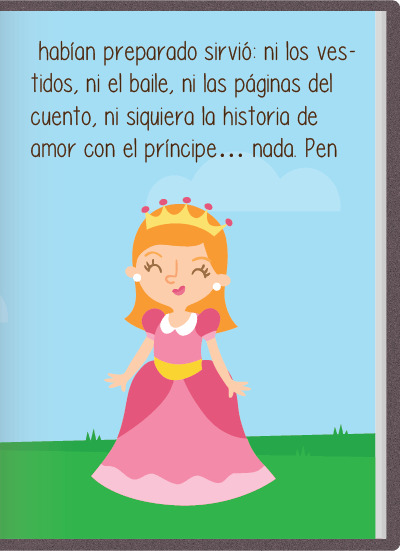 habían preparado sirvió: ni los ves-
tidos, ni el baile, ni las páginas del
cuento, ni siquiera la historia de
amor con el príncipe... nada. Pen